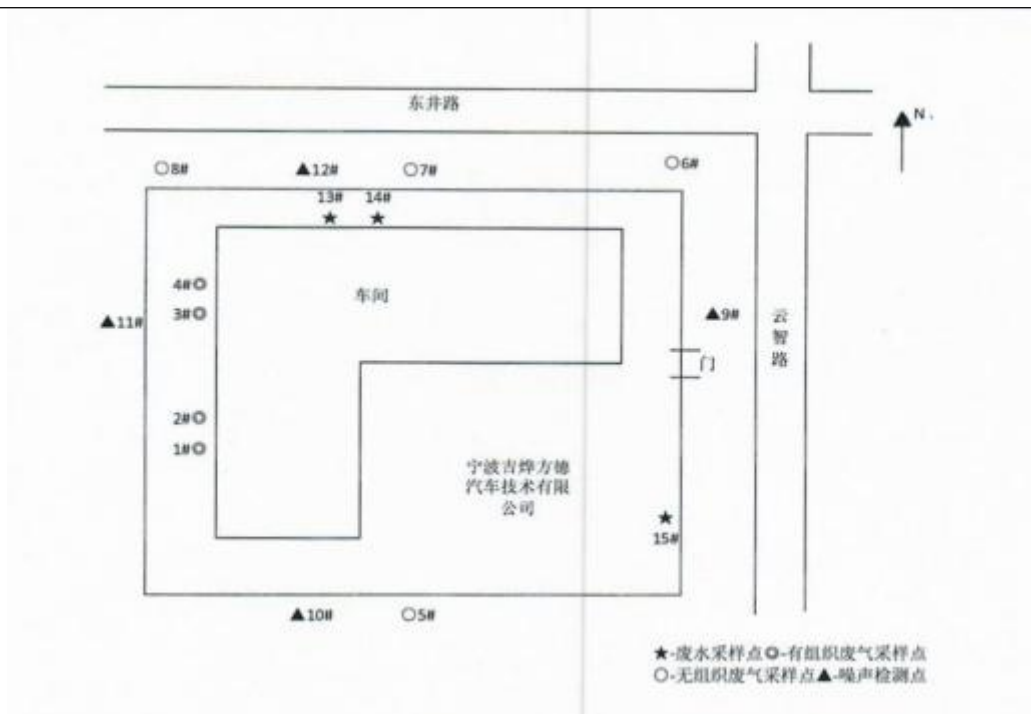 东井路
N
○8#
▲12#
○7#
○6#
13#
14#
★
★
4#◎
车间
3#◎
▲11#
▲9#
云智路
门
2#◎
1#◎
宁波吉烨方德
汽车技术有限
公司
★
15#
▲10#
○5#
★-废水采样点◎-有组织废气采样点
○-无组织废气采样点▲-噪声检测点